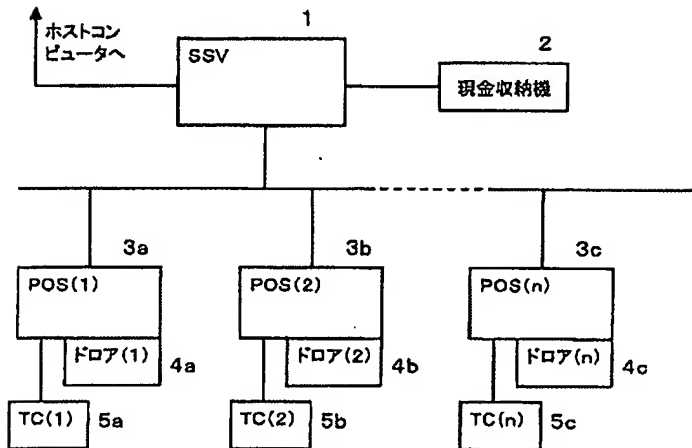 1
ホストコン
ピュータへ
SSV
2
現金収納機
3a
3b
3c
POS(1)
POS(2)
POS(n)
ドロア(1)
4a
ドロア(2)
4b
ドロア(n)
4c
TC(1)
5a
TC(2)
5b
TC(n)
5c